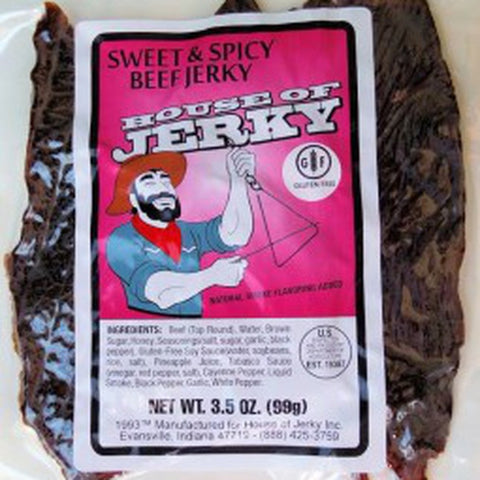 SWEET & SPICY
BEEF JERKY
HOUSE OF
JERKY
G F
GLUTEN FREE
NATURAL SMOKE FLAVORING ADDED
INGREDIENTS: Beef (Top Round), Water, Brown
Sugar, Honey, Seasoning(salt, sugar, garlic, black
pepper), Gluten-Free Soy Sauce(water, soybeans,
rice, salt), Pineapple Juice, Tabasco Sauce
(vinegar, red pepper, salt), Cayenne Pepper, Liquid
Smoke, Black Pepper, Garlic, White Pepper.
U.S.
EST.
NET WT. 3.5 OZ. (99g)
1993™ Manufactured for House of Jerky Inc.
Evansville, Indiana 47715 - (888) 425-3759